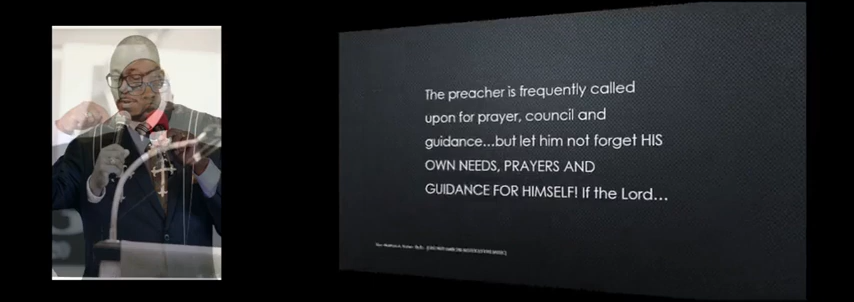 The preacher is frequently called
upon for prayer, council and
guidance...but let him not forget HIS
OWN NEEDS, PRAYERS AND
GUIDANCE FOR HIMSELF! If the Lord...